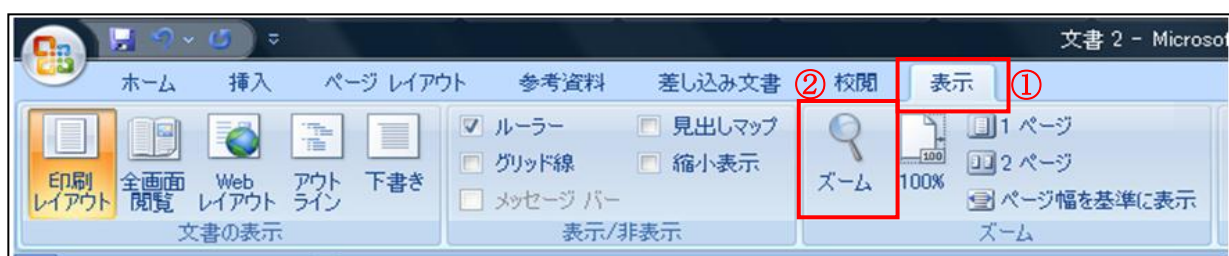 文書 2 - Microsof
ホーム 挿入 ページ レイアウト 参考資料 差し込み文書 ② 校閲 表示 ①
印刷レイアウト
全画面閲覧
Web レイアウト
アウトライン
下書き
ルーラー
グリッド線
メッセージ バー
見出しマップ
縮小表示
ズーム
100
100%
1 ページ
2 ページ
ページ幅を基準に表示
文書の表示 表示/非表示 ズーム